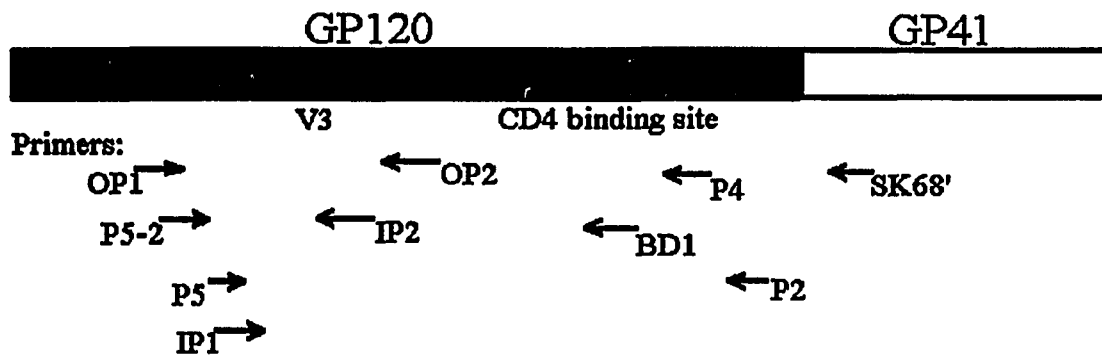 GP120 GP41
V3 CD4 binding site
Primers:
OP1 OP2 P4 SK68'
P5-2 IP2 BD1
P5 P2
IP1